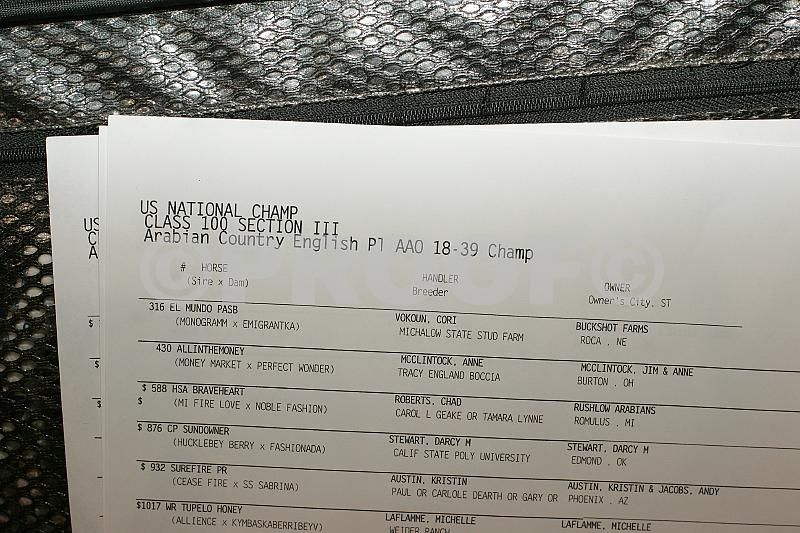 US NATIONAL CHAMP
CLASS 100 SECTION III
Arabian Country English Pl AAO 18-39 Champ
# HORSE HANDLER OWNER
(Sire x Dam) Breeder Owner's City, ST
316 EL MUNDO PASB VOKOUN, CORI BUCKSHOT FARMS
(MONOGRAMM x EMIGRANTKA) MICHALOW STATE STUD FARM ROCA , NE
430 ALLINTHEMONEY MCCLINTOCK, ANNE MCCLINTOCK, JIM & ANNE
(MONEY MARKET x PERFECT WONDER) TRACY ENGLAND BOCCIA BURTON , OH
$ 588 HSA BRAVEHEART ROBERTS, CHAD RUSHLOW ARABIANS
$ (MI FIRE LOVE x NOBLE FASHION) CAROL L GEAKE OR TAMARA LYNNE ROMULUS , MI
$ 876 CP SUNDOWNER STEWART, DARCY M STEWART, DARCY M
(HUCKLEBEY BERRY x FASHIONADA) CALIF STATE POLY UNIVERSITY EDMOND , OK
$ 932 SUREFIRE PR AUSTIN, KRISTIN AUSTIN, KRISTIN & JACOBS, ANDY
(CEASE FIRE x SS SABRINA) PAUL OR CARLOLE DEARTH OR GARY OR PHOENIX , AZ
$1017 WR TUPELO HONEY LAFLAMME, MICHELLE LAFLAMME, MICHELLE
(ALLIENCE x KYMBASKABERRIBEYV) WEIDER RANCH
US
C
A
$
$
$
© PROOF ©